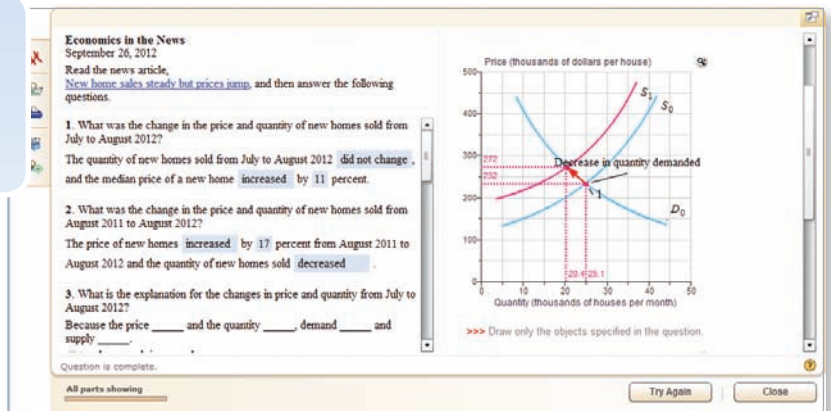 Economics in the News
September 26, 2012
Read the news article,
New home sales steady but prices jump, and then answer the following
questions.
1. What was the change in the price and quantity of new homes sold from
July to August 2012?
The quantity of new homes sold from July to August 2012 did not change ,
and the median price of a new home increased by 11 percent.
2. What was the change in the price and quantity of new homes sold from
August 2011 to August 2012?
The price of new homes increased by 17 percent from August 2011 to
August 2012 and the quantity of new homes sold decreased .
3. What is the explanation for the changes in price and quantity from July to
August 2012?
Because the price _____ and the quantity _____, demand _____ and
supply _____.
Price (thousands of dollars per house)
500
S1
S0
400
300
272
Decrease in quantity demanded
232
1
200
D0
100
20.4 25.1
0
0 10 20 30 40 50
Quantity (thousands of houses per month)
>>> Draw only the objects specified in the question.
Question is complete.
All parts showing
Try Again
Close